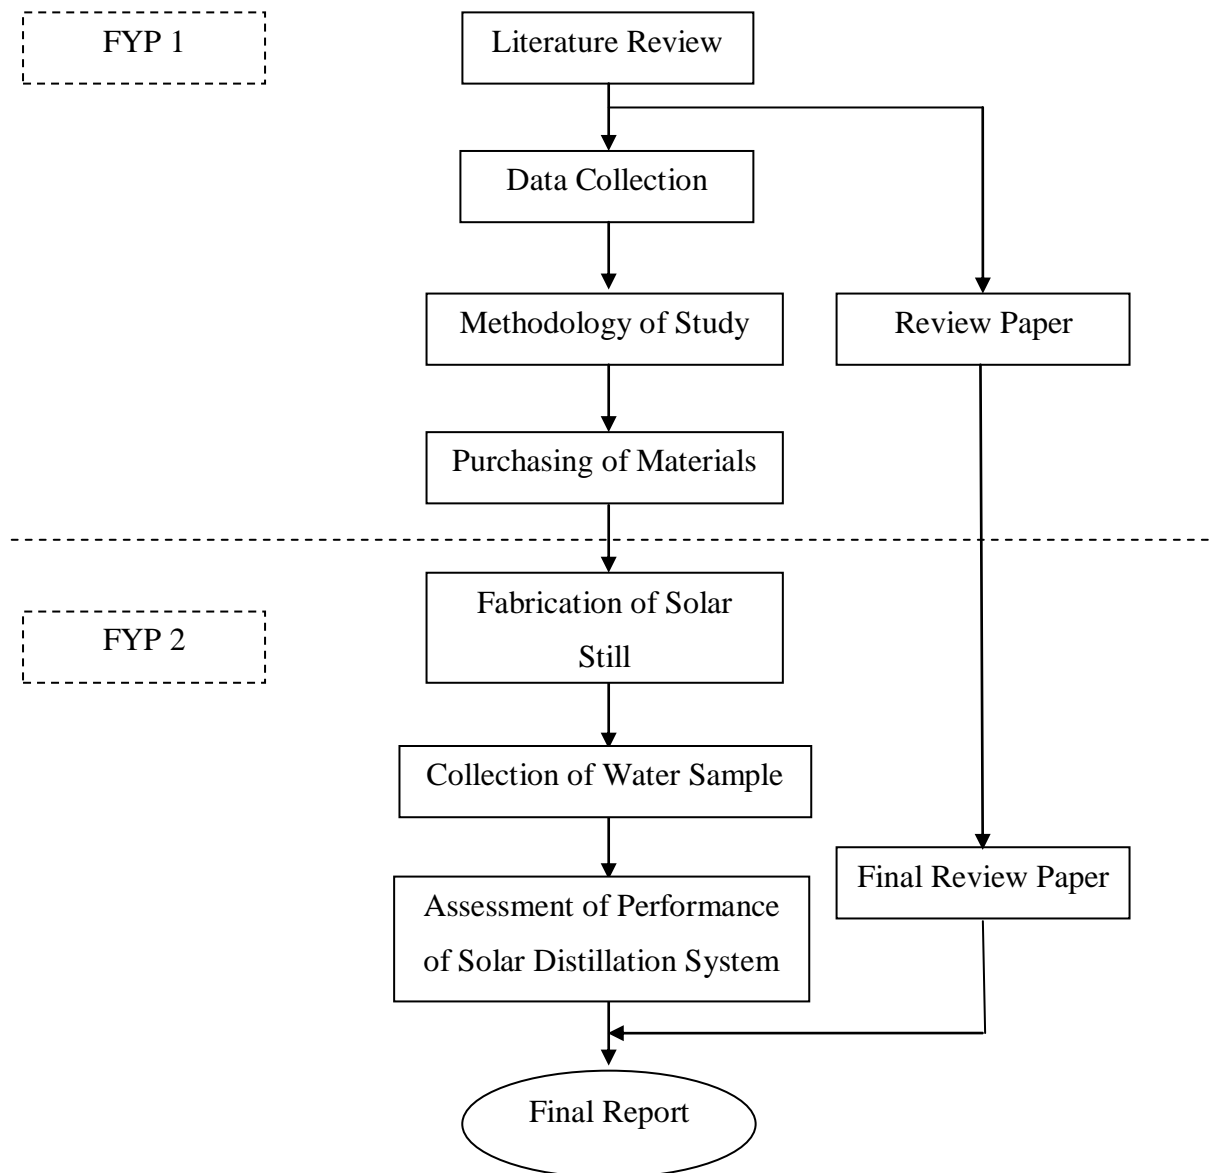 FYP 1
Literature Review
Data Collection
Methodology of Study
Review Paper
Purchasing of Materials
Fabrication of Solar
Still
FYP 2
Collection of Water Sample
Final Review Paper
Assessment of Performance
of Solar Distillation System
Final Report